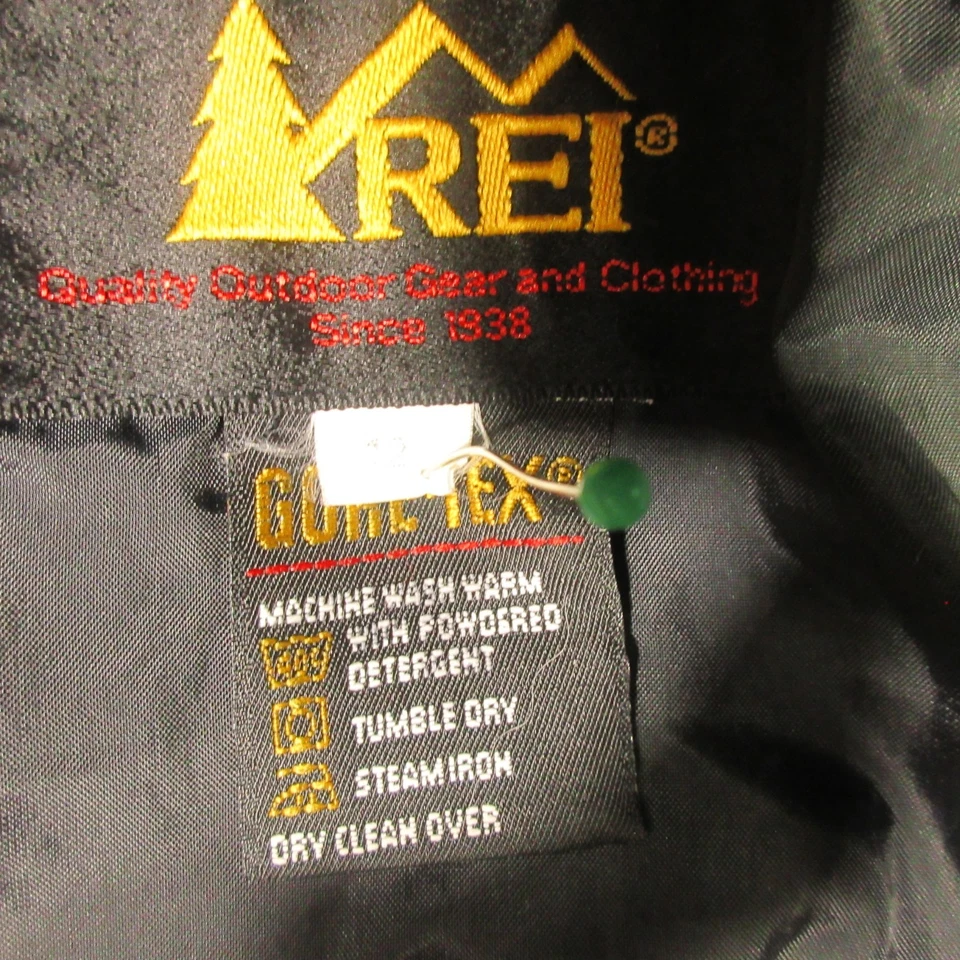 REI®
Quality Outdoor Gear and Clothing
Since 1938
GORE-TEX®
MACHINE WASH WARM
WITH POWDERED
DETERGENT
TUMBLE DRY
STEAM IRON
DRY CLEAN OVER